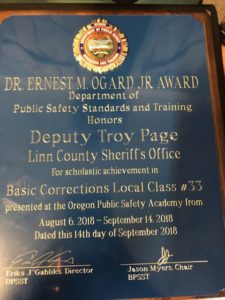 DR. ERNEST M. OGARD JR. AWARD
Department of
Public Safety Standards and Training
Honors
Deputy Troy Page
Linn County Sheriff's Office
For scholastic achievement in
Basic Corrections Local Class #33
presented at the Oregon Public Safety Academy from
August 6, 2018 – September 14, 2018
Dated this 14th day of September 2018
Eriks J Gabliks, Director
DPSST
Jason Myers, Chair
BPSST